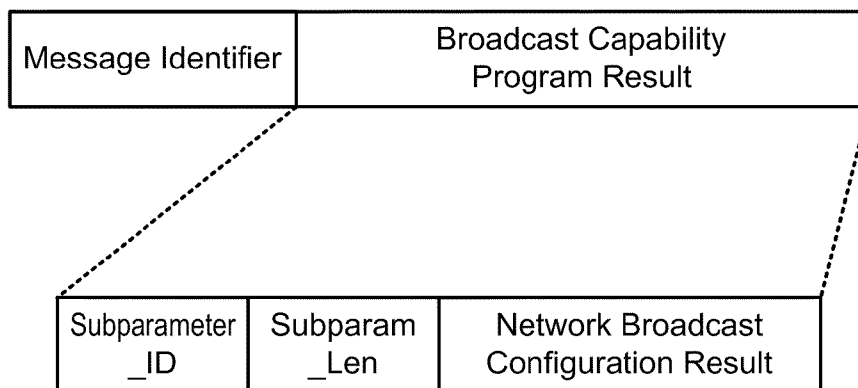 Message Identifier
Broadcast Capability
Program Result
Subparameter
_ID
Subparam
_Len
Network Broadcast
Configuration Result